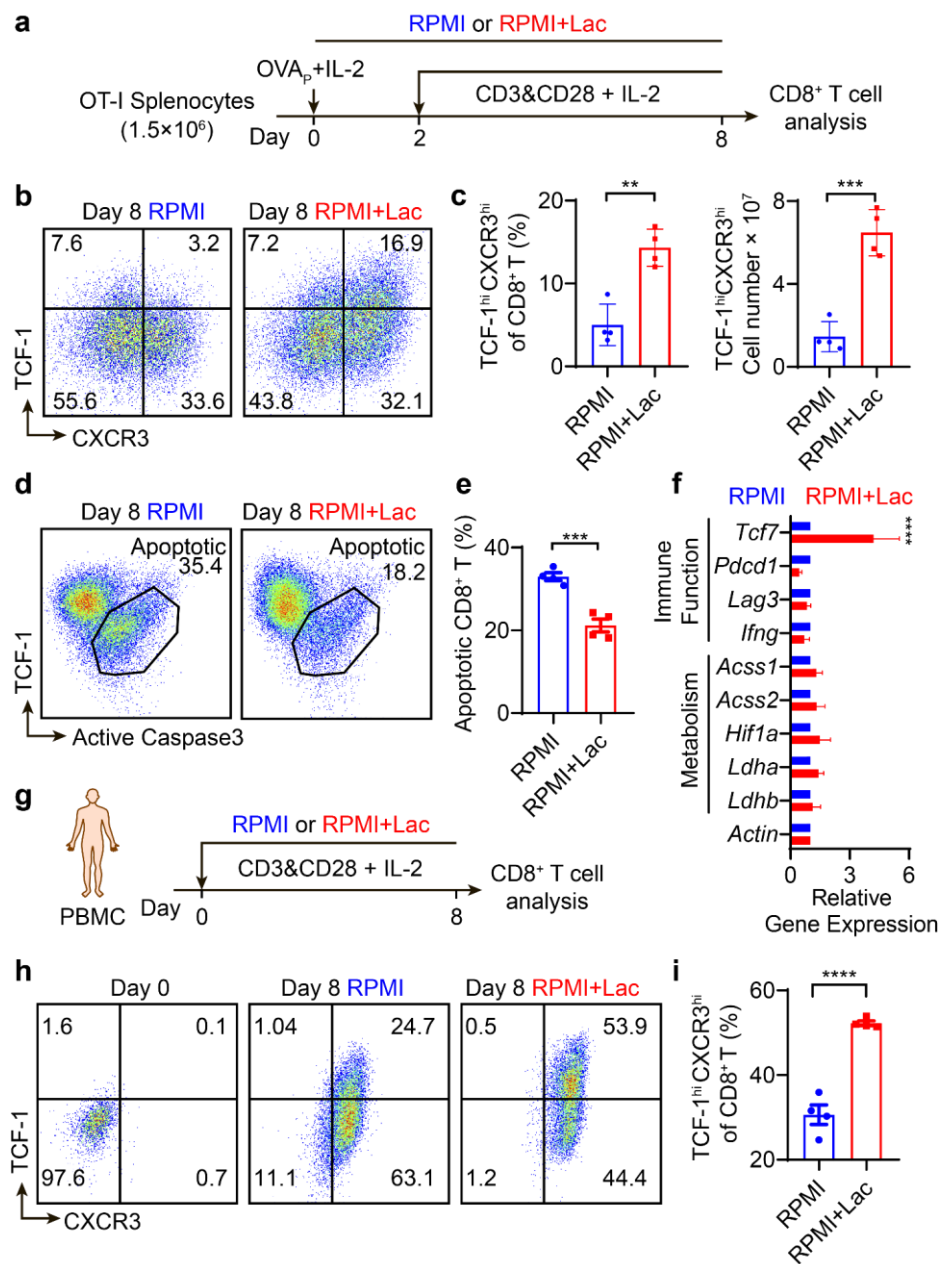 a
RPMI or RPMI+Lac
OVAp+IL-2
OT-I Splenocytes
(1.5×10⁶)
CD3&CD28 + IL-2
CD8⁺ T cell
analysis
Day 0 2 8
b
Day 8 RPMI
Day 8 RPMI+Lac
7.6 3.2
55.6 33.6
7.2 16.9
43.8 32.1
TCF-1
CXCR3
c
TCF-1ʰⁱ CXCR3ʰⁱ
of CD8⁺ T (%)
20
10
0
**
RPMI
RPMI+Lac
TCF-1ʰⁱCXCR3ʰⁱ
Cell number × 10⁷
8
4
0
***
RPMI
RPMI+Lac
d
Day 8 RPMI
Day 8 RPMI+Lac
Apoptotic
35.4
Apoptotic
18.2
TCF-1
Active Caspase3
e
Apoptotic CD8⁺ T (%)
40
20
0
***
RPMI
RPMI+Lac
f
RPMI RPMI+Lac
Immune
Function
Metabolism
Tcf7
Pdcd1
Lag3
Ifng
Acss1
Acss2
Hif1a
Ldha
Ldhb
Actin
****
0 3 6
Relative
Gene Expression
g
RPMI or RPMI+Lac
CD3&CD28 + IL-2
PBMC
Day 0 8
CD8⁺ T cell
analysis
h
Day 0
Day 8 RPMI
Day 8 RPMI+Lac
1.6 0.1
97.6 0.7
1.04 24.7
11.1 63.1
0.5 53.9
1.2 44.4
TCF-1
CXCR3
i
TCF-1ʰⁱ CXCR3ʰⁱ
of CD8⁺ T (%)
60
40
20
****
RPMI
RPMI+Lac